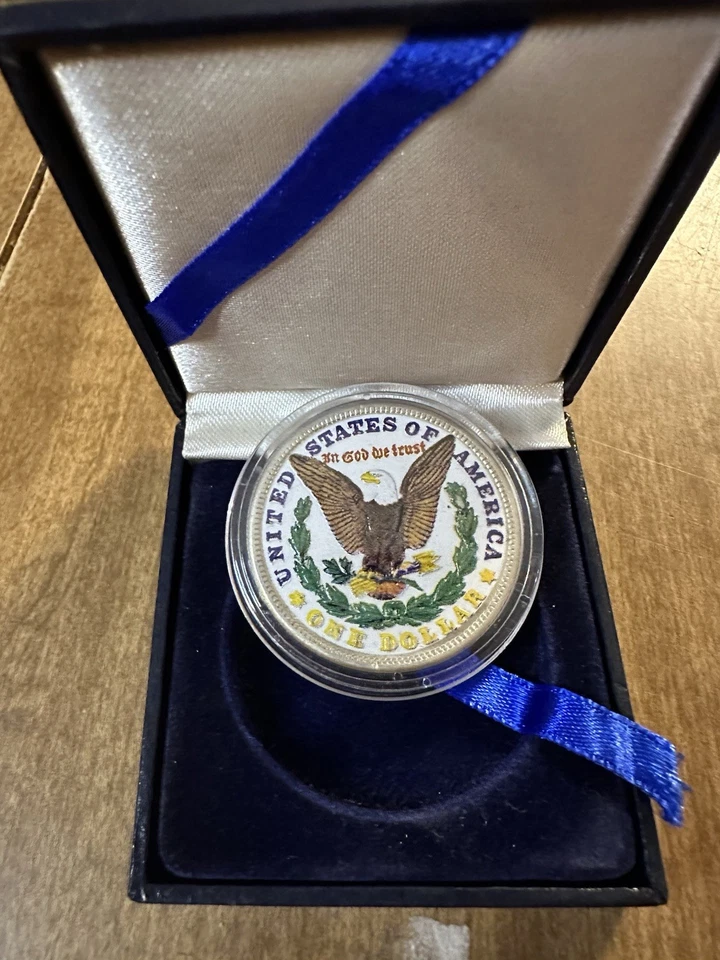 UNITED STATES OF AMERICA
In God we trust
ONE DOLLAR